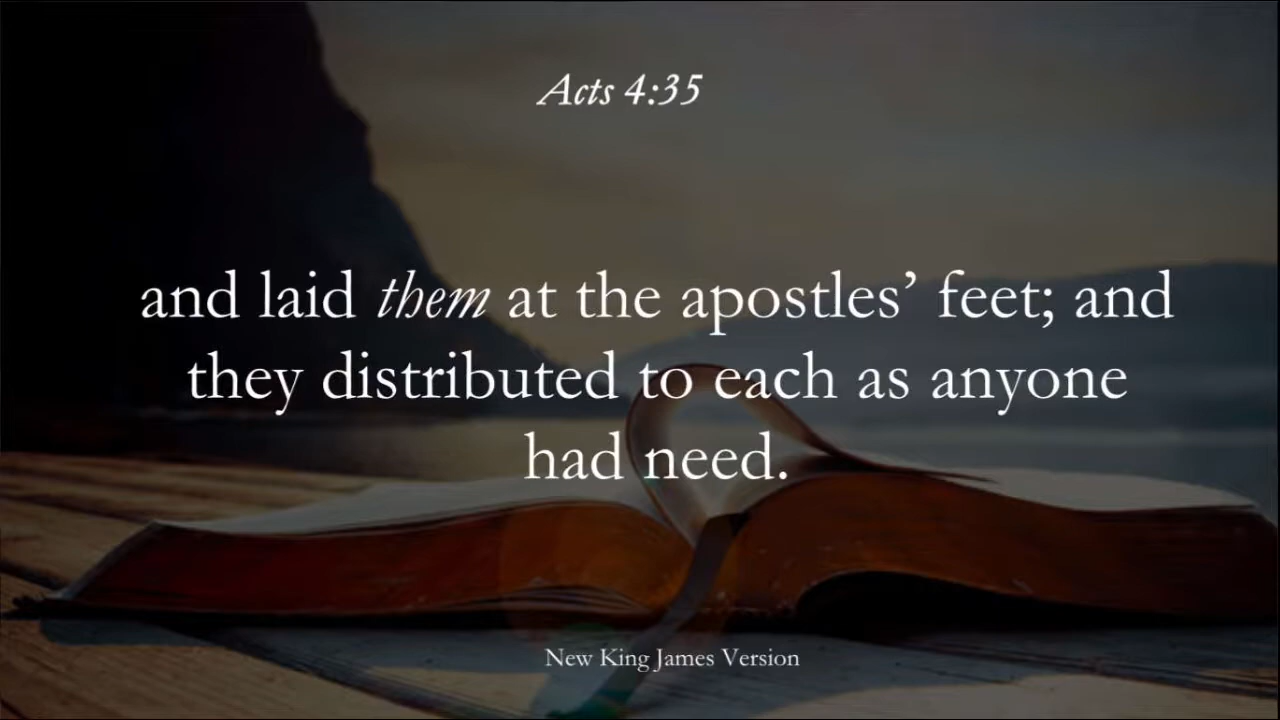 Acts 4:35
and laid them at the apostles’ feet; and
they distributed to each as anyone
had need.
New King James Version